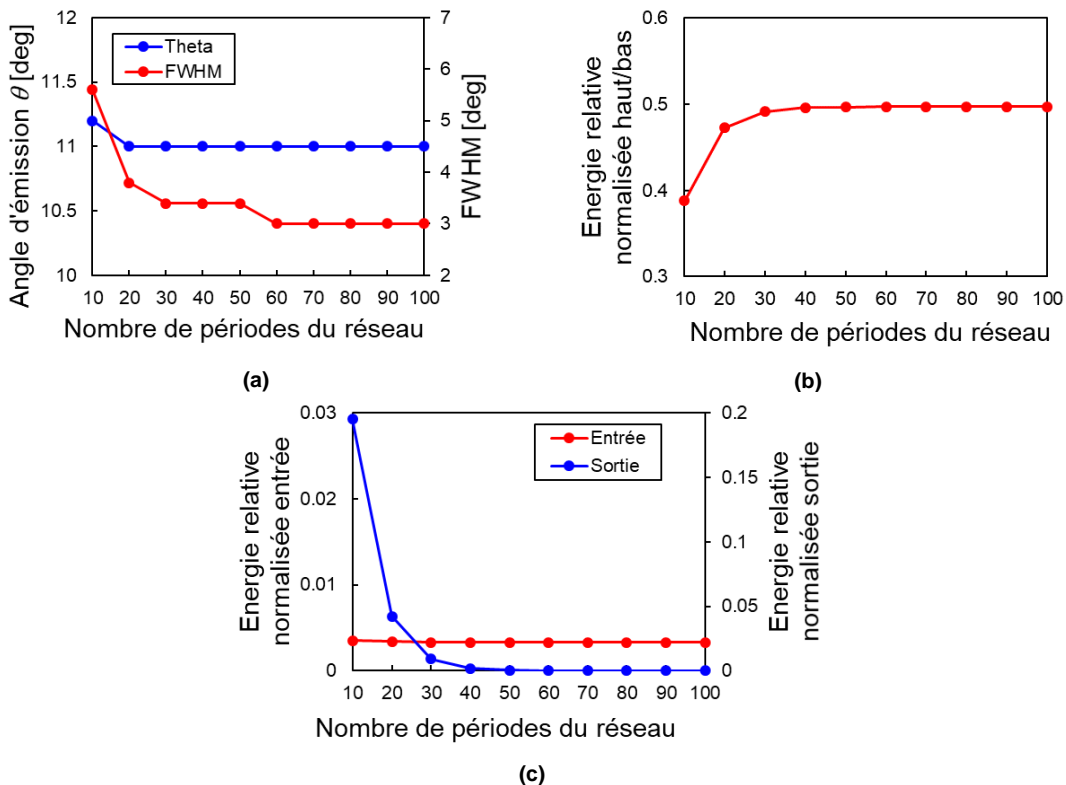 12
11.5
11
10.5
10
Angle d'émission θ [deg]
Theta
FWHM
7
6
5
4
3
2
FWHM [deg]
10 20 30 40 50 60 70 80 90 100
Nombre de périodes du réseau
(a)
0.6
0.5
0.4
0.3
Energie relative
normalisée haut/bas
10 20 30 40 50 60 70 80 90 100
Nombre de périodes du réseau
(b)
0.03
0.02
0.01
0
Energie relative
normalisée entrée
Entrée
Sortie
0.2
0.15
0.1
0.05
0
Energie relative
normalisée sortie
10 20 30 40 50 60 70 80 90 100
Nombre de périodes du réseau
(c)